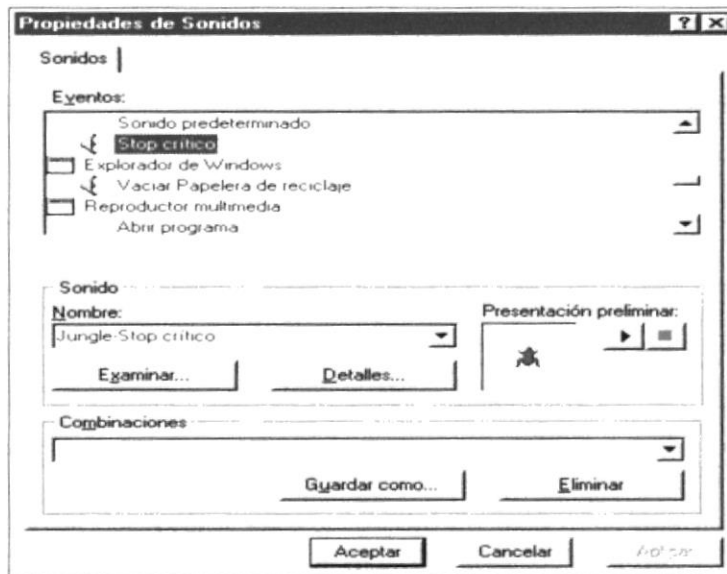 Propiedades de Sonidos
Sonidos
Eventos:
Sonido predeterminado
Stop crítico
Explorador de Windows
Vaciar Papelera de reciclaje
Reproductor multimedia
Abrir programa
Sonido
Nombre:
Presentación preliminar:
Jungle-Stop crítico
Examinar...
Detalles...
Combinaciones
Guardar como...
Eliminar
Aceptar
Cancelar
Aplicar